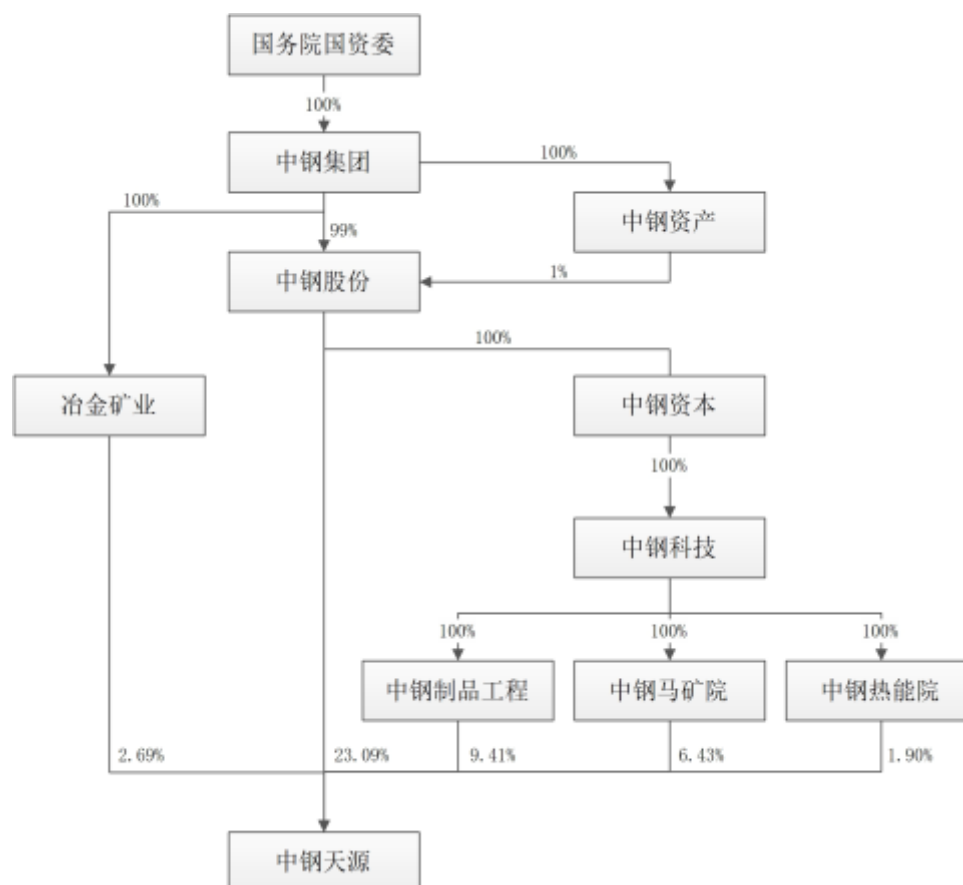 国务院国资委
100%
中钢集团
100%
100%
中钢资产
99%
1%
中钢股份
100%
冶金矿业
中钢资本
100%
中钢科技
100%
100%
100%
中钢制品工程
中钢马矿院
中钢热能院
2.69%
23.09%
9.41%
6.43%
1.90%
中钢天源